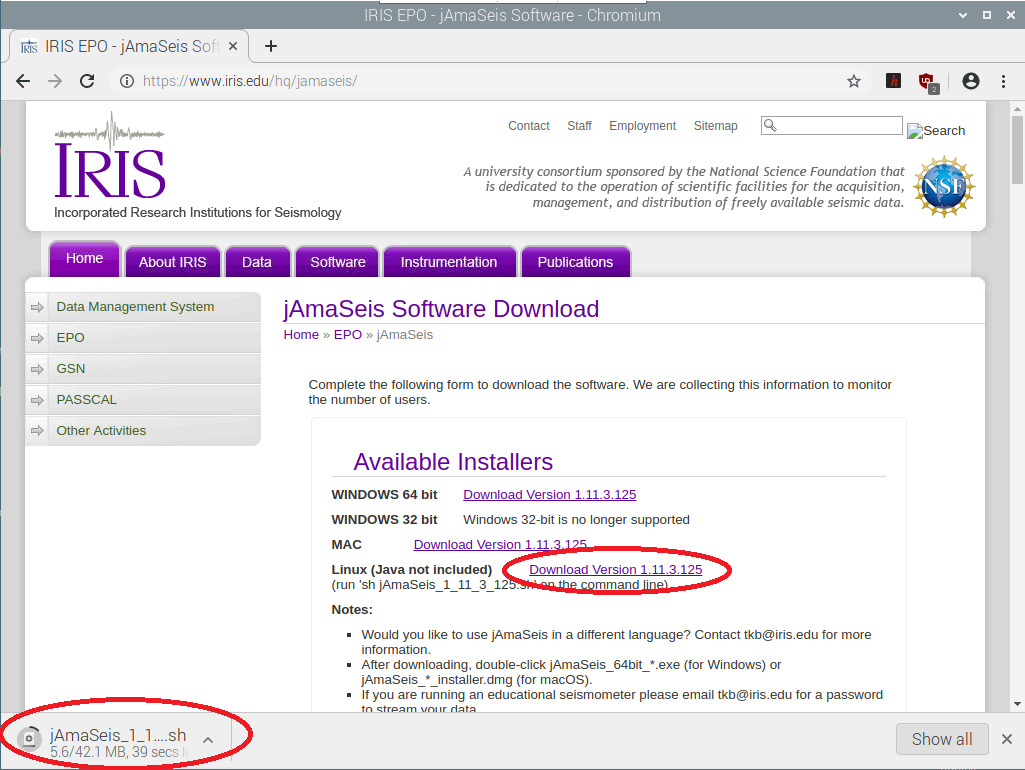 IRIS EPO - jAmaSeis Software - Chromium
IRIS EPO - jAmaSeis Soft
https://www.iris.edu/hq/jamaseis/
2
Contact Staff Employment Sitemap Search
IRIS
Incorporated Research Institutions for Seismology
A university consortium sponsored by the National Science Foundation that
is dedicated to the operation of scientific facilities for the acquisition,
management, and distribution of freely available seismic data.
NSF
Home About IRIS Data Software Instrumentation Publications
Data Management System
EPO
GSN
PASSCAL
Other Activities
jAmaSeis Software Download
Home » EPO » jAmaSeis
Complete the following form to download the software. We are collecting this information to monitor
the number of users.
Available Installers
WINDOWS 64 bit Download Version 1.11.3.125
WINDOWS 32 bit Windows 32-bit is no longer supported
MAC Download Version 1.11.3.125
Linux (Java not included) Download Version 1.11.3.125
(run 'sh jAmaSeis_1_11_3_125.sh' on the command line)
Notes:
Would you like to use jAmaSeis in a different language? Contact tkb@iris.edu for more
information.
After downloading, double-click jAmaSeis_64bit_*.exe (for Windows) or
jAmaSeis_*_installer.dmg (for macOS).
If you are running an educational seismometer please email tkb@iris.edu for a password
to stream your data
jAmaSeis_1_1....sh
5.6/42.1 MB, 39 secs
Show all